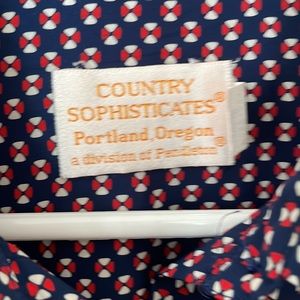 COUNTRY
SOPHISTICATES®
Portland, Oregon
a division of Pendleton®